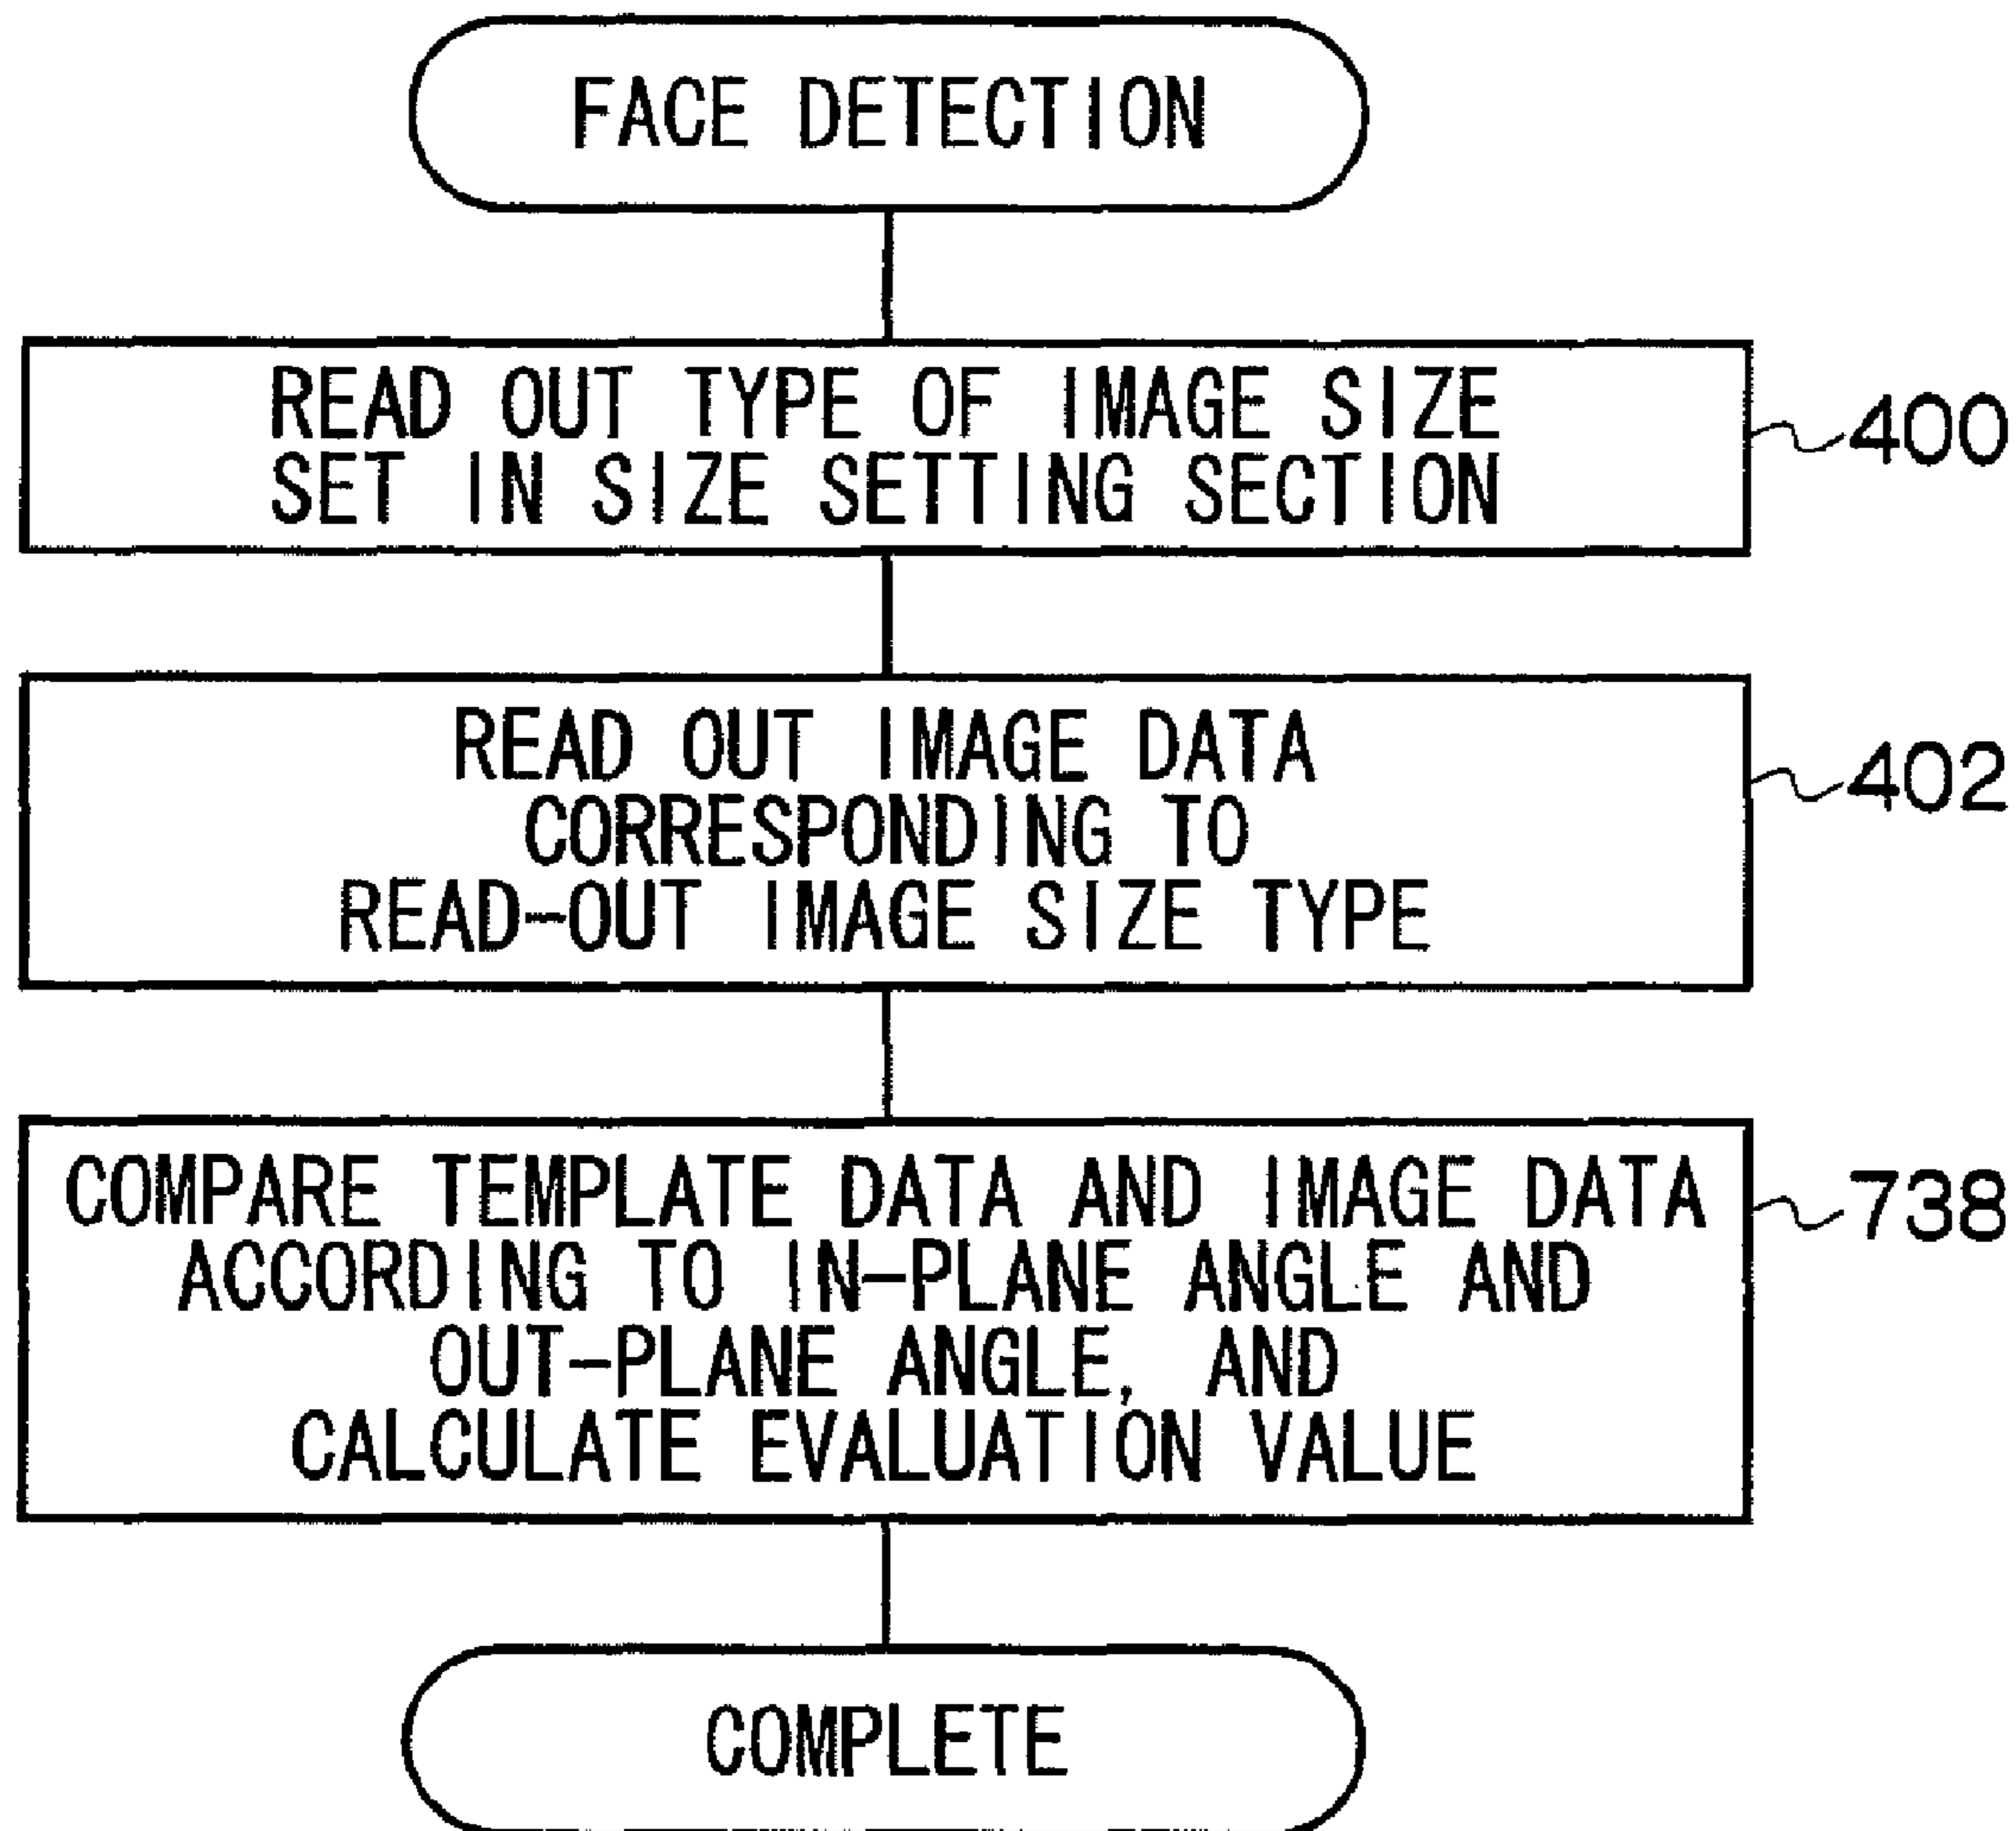 FACE DETECTION
READ OUT TYPE OF IMAGE SIZE
SET IN SIZE SETTING SECTION
400
READ OUT IMAGE DATA
CORRESPONDING TO
READ-OUT IMAGE SIZE TYPE
402
COMPARE TEMPLATE DATA AND IMAGE DATA
ACCORDING TO IN-PLANE ANGLE AND
OUT-PLANE ANGLE, AND
CALCULATE EVALUATION VALUE
738
COMPLETE